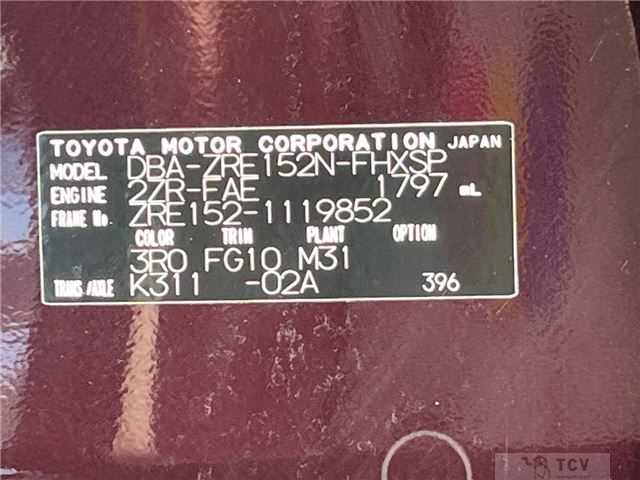 TOYOTA MOTOR CORPORATION JAPAN
MODEL DBA-ZRE152N-FHXSP
ENGINE 2ZR-FAE 1797 mL
FRAME No. ZRE152-1119852
COLOR TRIM PLANT OPTION
3R0 FG10 M31
TRANS/AXLE K311 -02A 396
TCV